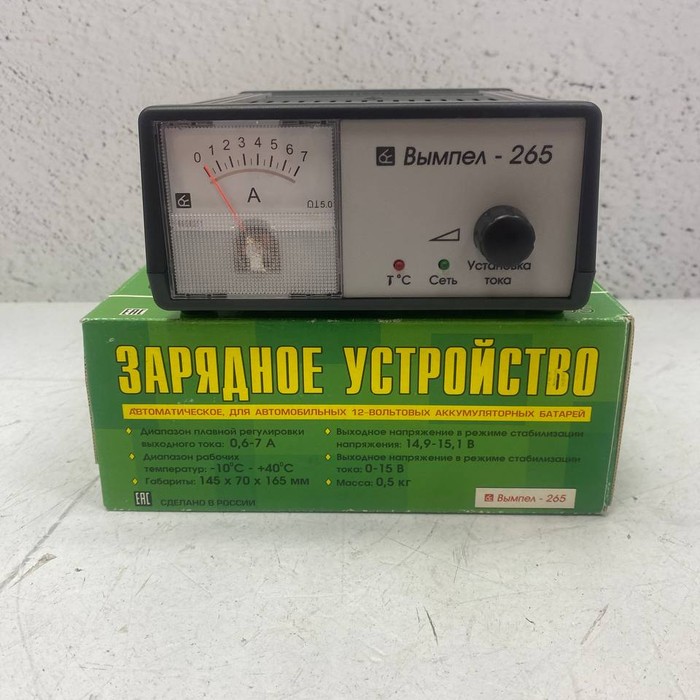 0 1 2 3 4 5 6 7
A
5.0
Вымпел - 265
T°C
Сеть
Установка
тока
EAC
ЗАРЯДНОЕ УСТРОЙСТВО
АВТОМАТИЧЕСКОЕ, ДЛЯ АВТОМОБИЛЬНЫХ 12-ВОЛЬТОВЫХ АККУМУЛЯТОРНЫХ БАТАРЕЙ
Диапазон плавной регулировки
выходного тока: 0,6-7 А
Диапазон рабочих
температур: -10°С - +40°С
Габариты: 145 х 70 х 165 мм
Выходное напряжение в режиме стабилизации
напряжения: 14,9-15,1 В
Выходное напряжение в режиме стабилизации
тока: 0-15 В
Масса: 0,5 кг
EAC СДЕЛАНО В РОССИИ
Вымпел - 265